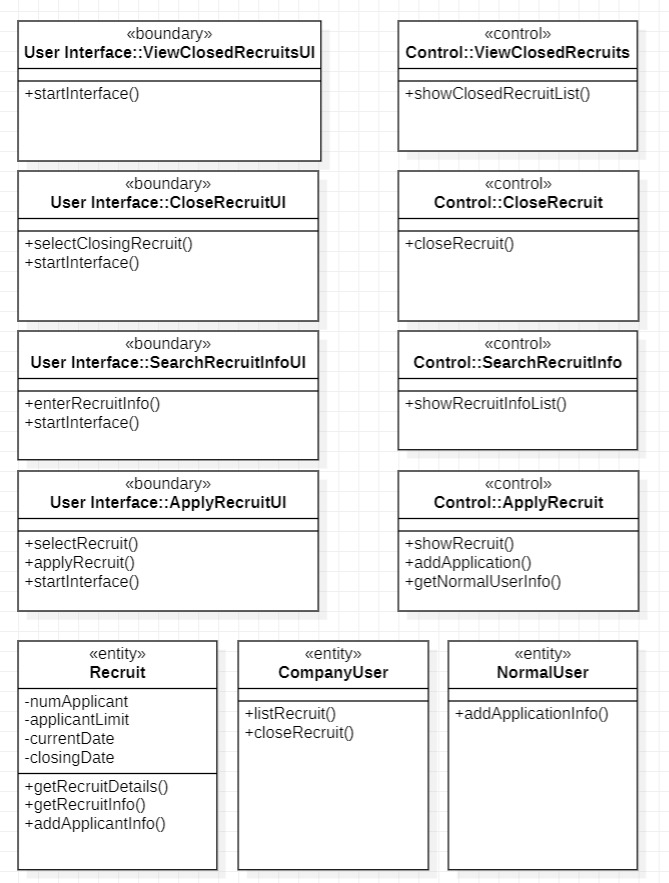 «boundary»
User Interface::ViewClosedRecruitsUI
+startInterface()
«control»
Control::ViewClosedRecruits
+showClosedRecruitList()
«boundary»
User Interface::CloseRecruitUI
+selectClosingRecruit()
+startInterface()
«control»
Control::CloseRecruit
+closeRecruit()
«boundary»
User Interface::SearchRecruitInfoUI
+enterRecruitInfo()
+startInterface()
«control»
Control::SearchRecruitInfo
+showRecruitInfoList()
«boundary»
User Interface::ApplyRecruitUI
+selectRecruit()
+applyRecruit()
+startInterface()
«control»
Control::ApplyRecruit
+showRecruit()
+addApplication()
+getNormalUserInfo()
«entity»
Recruit
-numApplicant
-applicantLimit
-currentDate
-closingDate
+getRecruitDetails()
+getRecruitInfo()
+addApplicantInfo()
«entity»
CompanyUser
+listRecruit()
+closeRecruit()
«entity»
NormalUser
+addApplicationInfo()